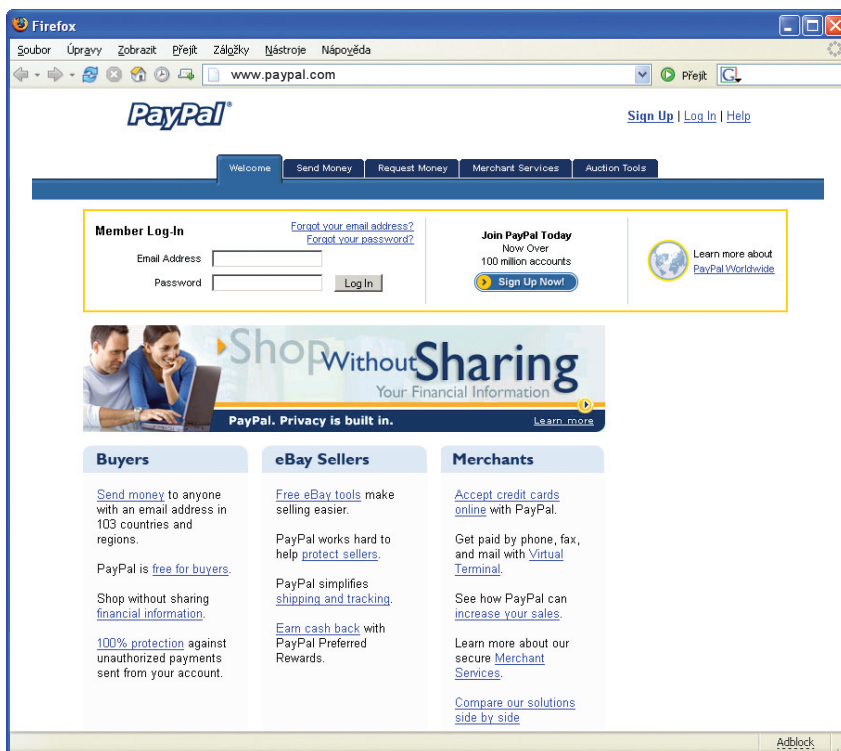 Firefox
Soubor Úpravy Zobrazit Přejít Záložky Nástroje Nápověda
www.paypal.com Přejít G
PayPal®
Sign Up | Log In | Help
Welcome Send Money Request Money Merchant Services Auction Tools
Member Log-In
Forgot your email address?
Forgot your password?
Email Address
Password
Log In
Join PayPal Today
Now Over
100 million accounts
Sign Up Now!
Learn more about
PayPal Worldwide
Shop Without Sharing
Your Financial Information
PayPal. Privacy is built in.
Learn more
Buyers
Send money to anyone
with an email address in
103 countries and
regions.
PayPal is free for buyers.
Shop without sharing
financial information.
100% protection against
unauthorized payments
sent from your account.
eBay Sellers
Free eBay tools make
selling easier.
PayPal works hard to
help protect sellers.
PayPal simplifies
shipping and tracking.
Earn cash back with
PayPal Preferred
Rewards.
Merchants
Accept credit cards
online with PayPal.
Get paid by phone, fax,
and mail with Virtual
Terminal.
See how PayPal can
increase your sales.
Learn more about our
secure Merchant
Services.
Compare our solutions
side by side
Adblock